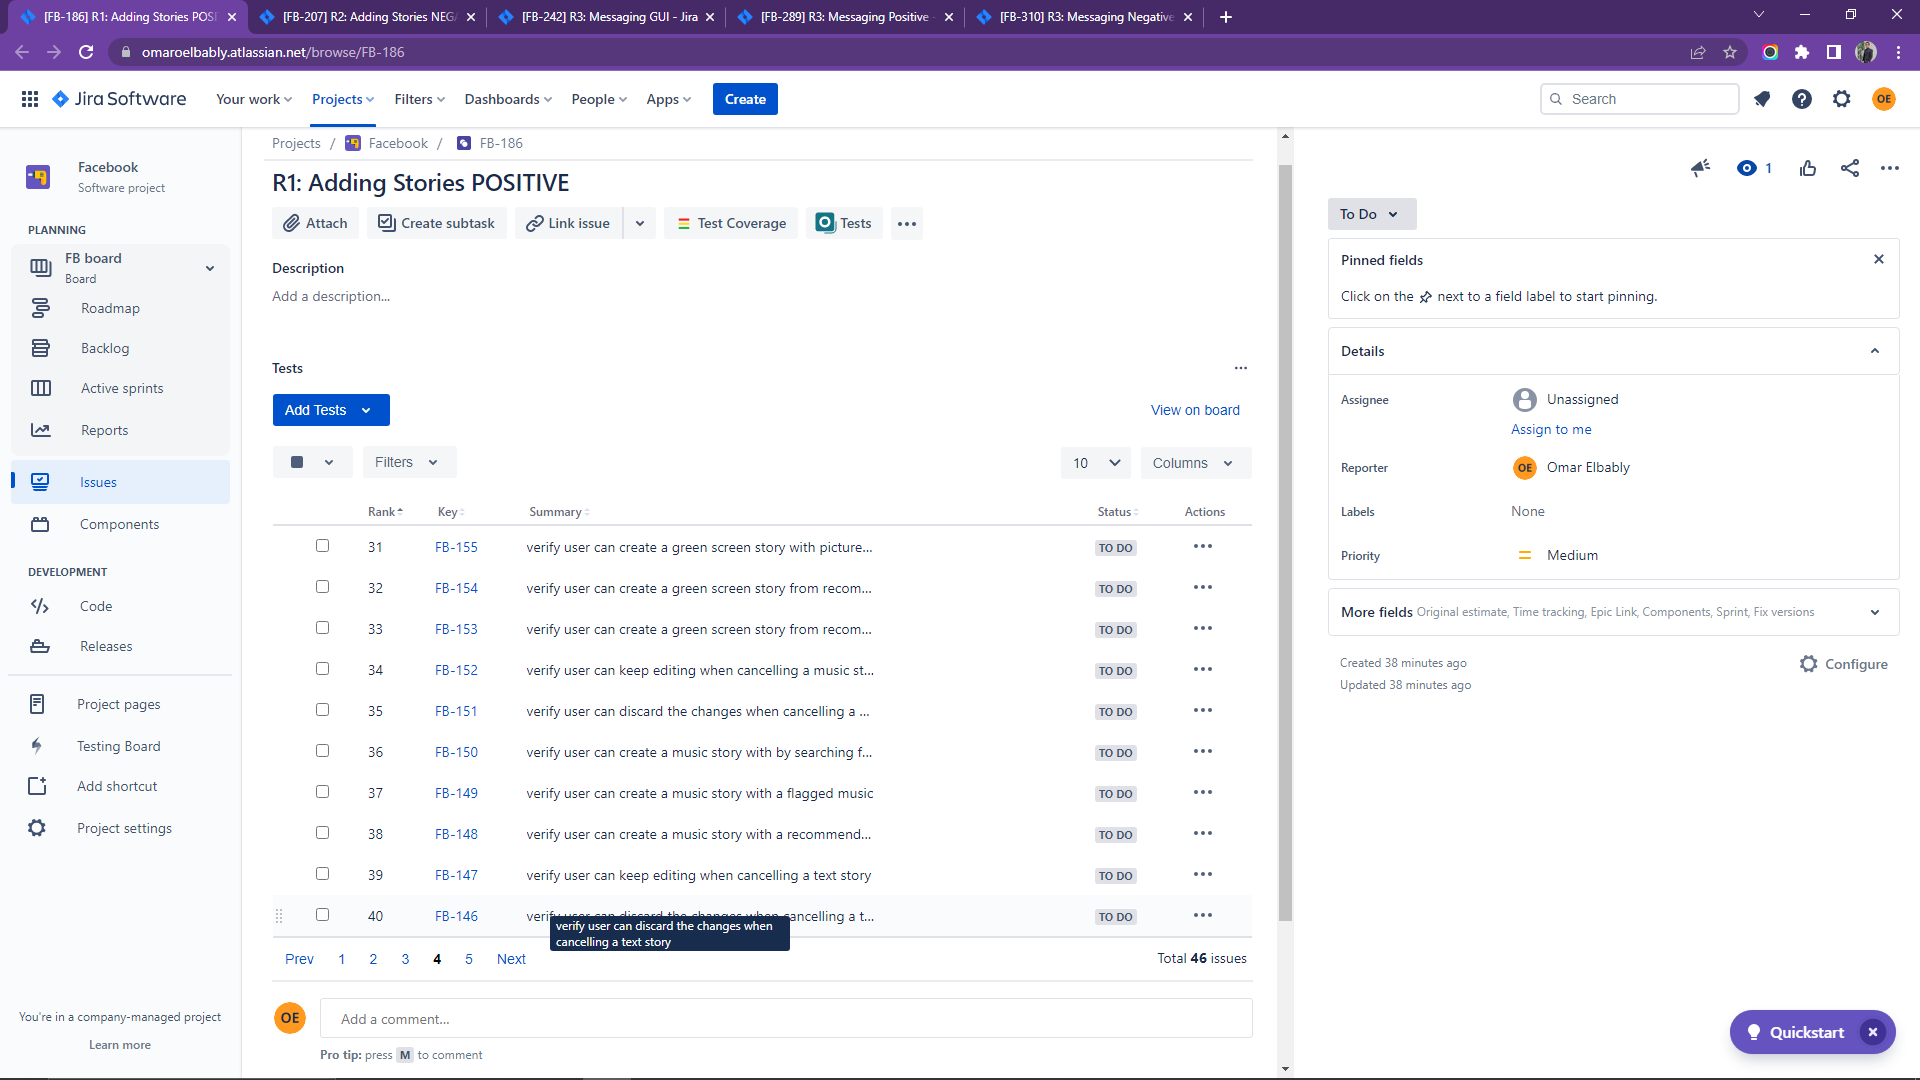 [FB-186] R1: Adding Stories POSI
[FB-207] R2: Adding Stories NEG
[FB-242] R3: Messaging GUI - Jira
[FB-289] R3: Messaging Positive
[FB-310] R3: Messaging Negative
omaroelbably.atlassian.net/browse/FB-186
Jira Software
Your work
Projects
Filters
Dashboards
People
Apps
Create
Search
OE
Facebook
Software project
PLANNING
FB board
Board
Roadmap
Backlog
Active sprints
Reports
Issues
Components
DEVELOPMENT
Code
Releases
Project pages
Testing Board
Add shortcut
Project settings
You're in a company-managed project
Learn more
Projects / Facebook / FB-186
R1: Adding Stories POSITIVE
Attach
Create subtask
Link issue
Test Coverage
Tests
Description
Add a description...
Tests
Add Tests
View on board
Filters
10
Columns
Rank Key Summary Status Actions
31 FB-155 verify user can create a green screen story with picture... TO DO
32 FB-154 verify user can create a green screen story from recom... TO DO
33 FB-153 verify user can create a green screen story from recom... TO DO
34 FB-152 verify user can keep editing when cancelling a music st... TO DO
35 FB-151 verify user can discard the changes when cancelling a ... TO DO
36 FB-150 verify user can create a music story with by searching f... TO DO
37 FB-149 verify user can create a music story with a flagged music TO DO
38 FB-148 verify user can create a music story with a recommend... TO DO
39 FB-147 verify user can keep editing when cancelling a text story TO DO
40 FB-146 verify user can discard the changes when cancelling a t... TO DO
verify user can discard the changes when
cancelling a text story
Prev 1 2 3 4 5 Next
Total 46 issues
OE
Add a comment...
Pro tip: press M to comment
1
To Do
Pinned fields
Click on the next to a field label to start pinning.
Details
Assignee
Unassigned
Assign to me
Reporter
OE Omar Elbably
Labels
None
Priority
Medium
More fields Original estimate, Time tracking, Epic Link, Components, Sprint, Fix versions
Created 38 minutes ago
Updated 38 minutes ago
Configure
Quickstart